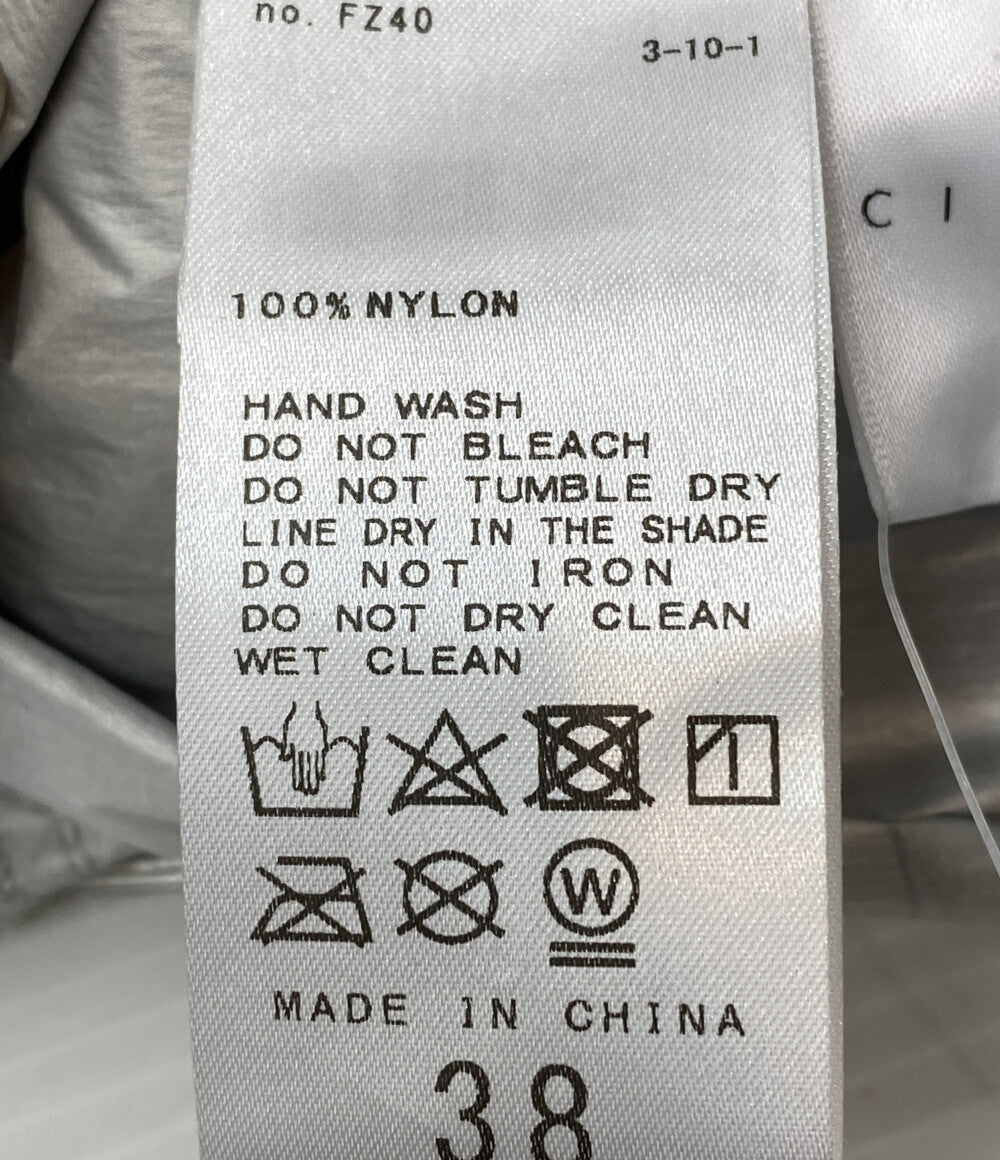 no. FZ40
3-10-1
C I
100% NYLON
HAND WASH
DO NOT BLEACH
DO NOT TUMBLE DRY
LINE DRY IN THE SHADE
DO NOT IRON
DO NOT DRY CLEAN
WET CLEAN
W
MADE IN CHINA
38